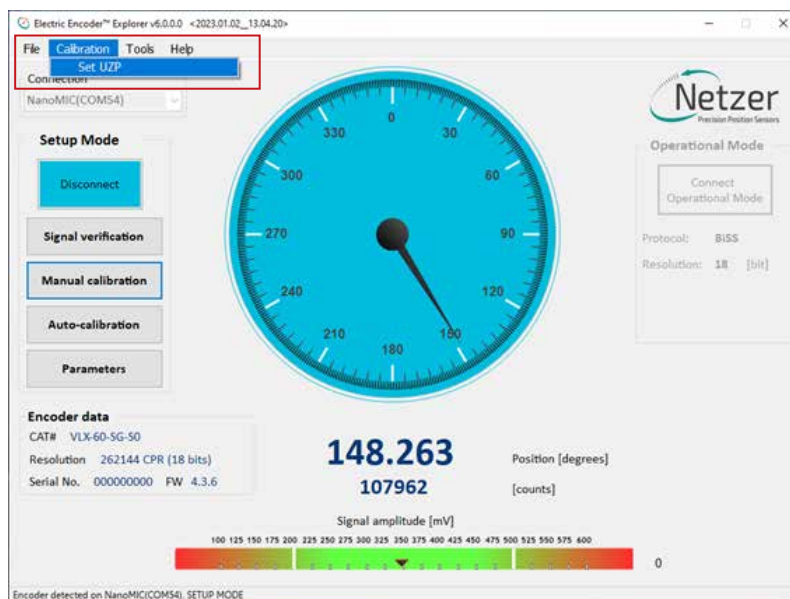 Electric Encoder™ Explorer v6.0.0.0 <2023.01.02__13.04.20>
File Calibration Tools Help
Set UZP
Connection
NanoMIC(COM54)
Setup Mode
Disconnect
Signal verification
Manual calibration
Auto-calibration
Parameters
0
30
60
90
120
150
180
210
240
270
300
330
Netzer
Precision Position Sensors
Operational Mode
Connect
Operational Mode
Protocol: BiSS
Resolution: 18 [bit]
Encoder data
CAT# VLX-60-SG-S0
Resolution 262144 CPR (18 bits)
Serial No. 000000000 FW 4.3.6
148.263 Position [degrees]
107962 [counts]
Signal amplitude [mV]
100 125 150 175 200 225 250 275 300 325 350 375 400 425 450 475 500 525 550 575 600
0
Encoder detected on NanoMIC(COM54). SETUP MODE